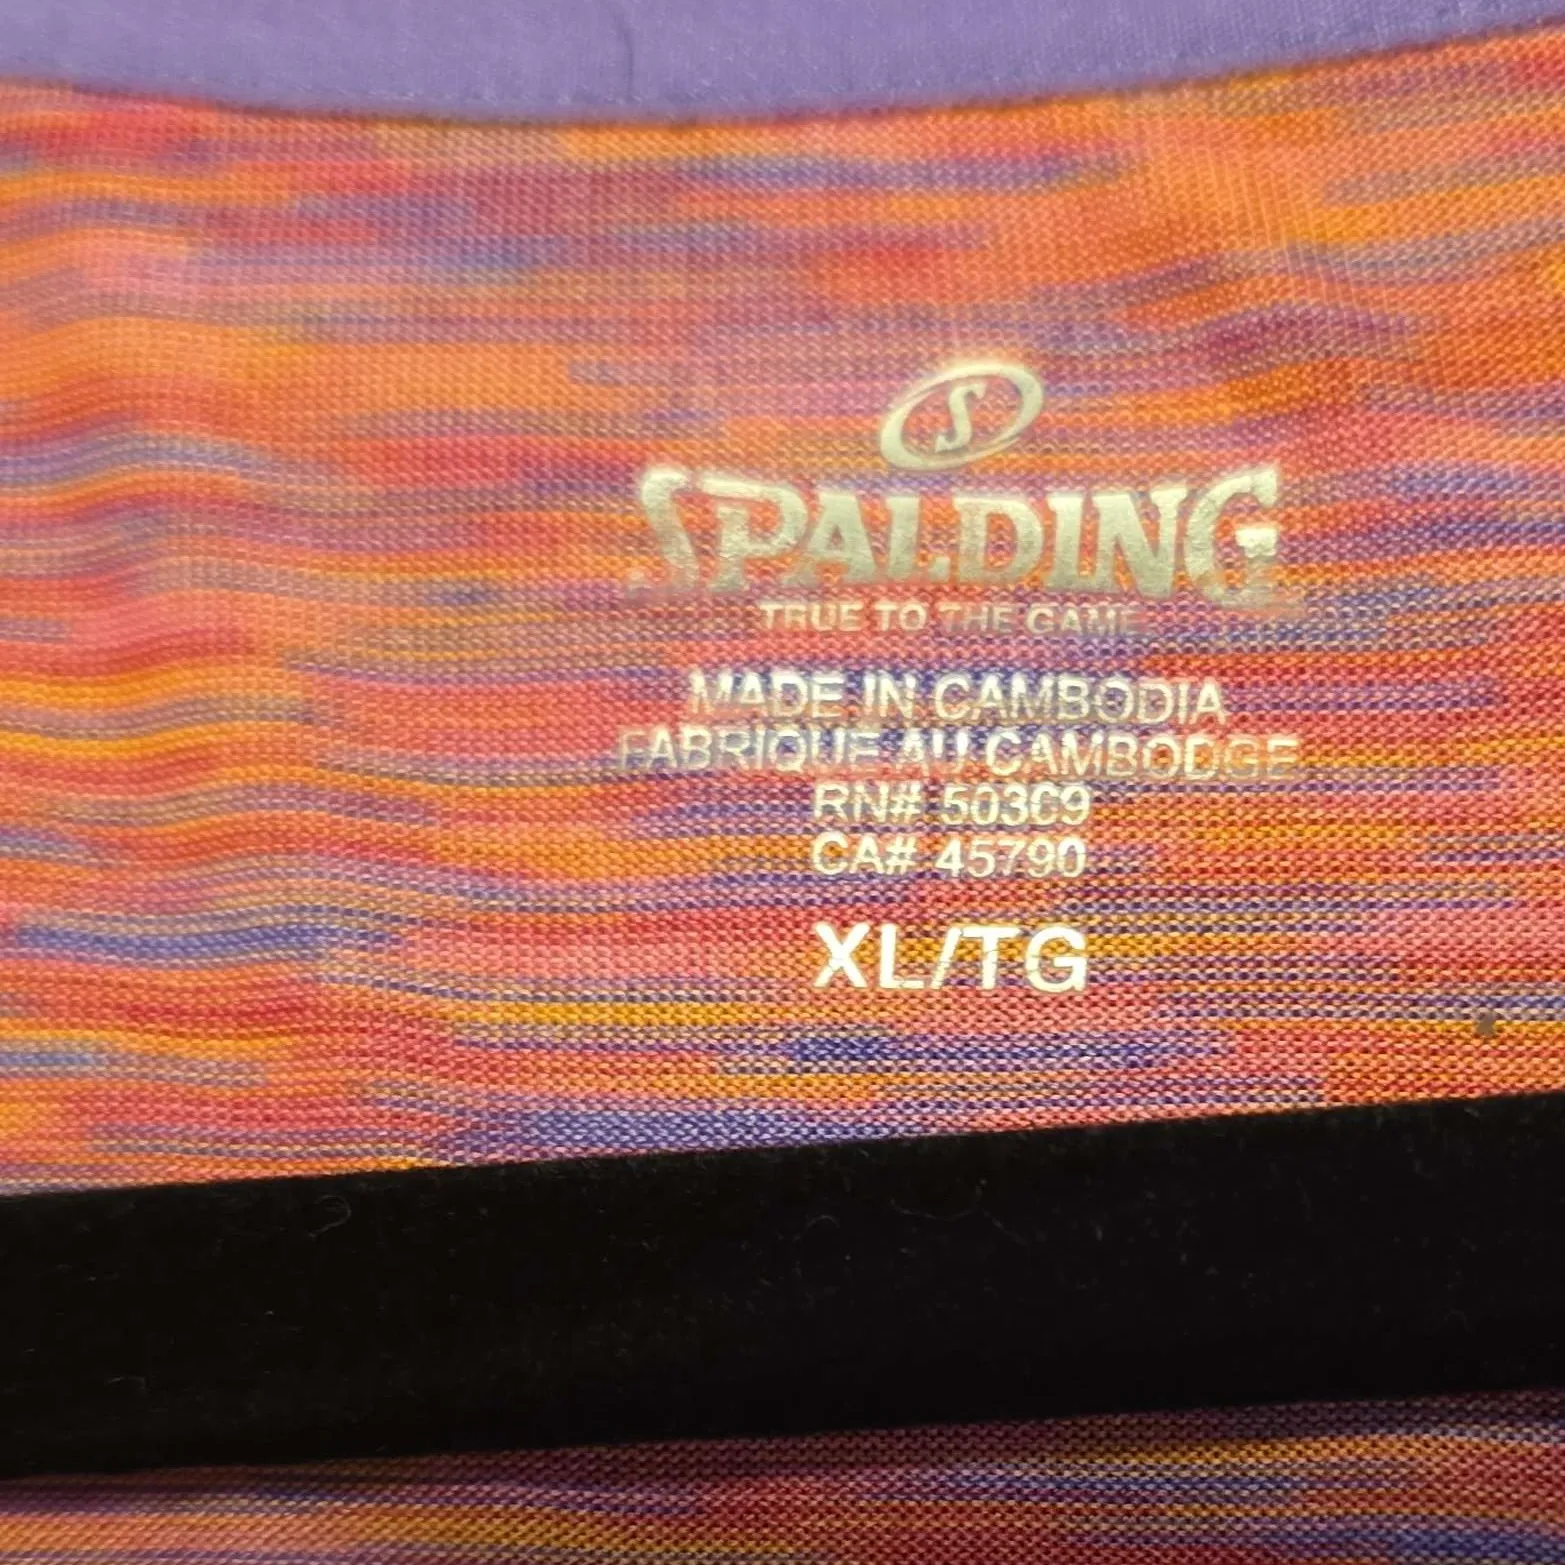 S
SPALDING
TRUE TO THE GAME
MADE IN CAMBODIA
FABRIQUE AU CAMBODGE
RN# 50309
CA# 45790
XL/TG